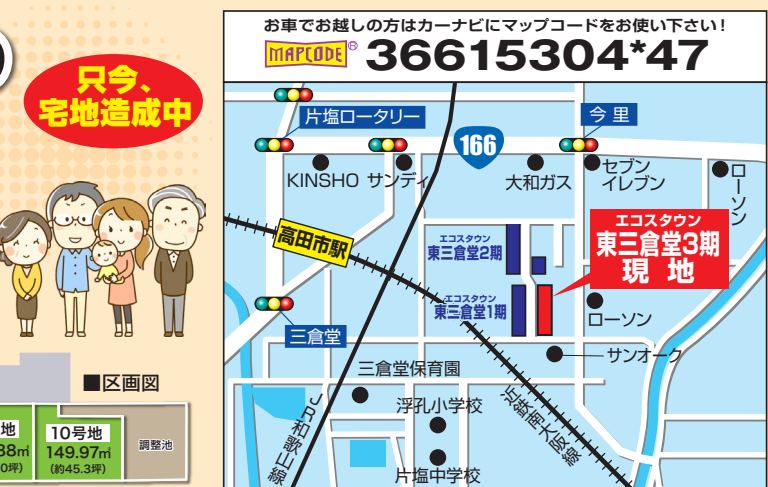 お車でお越しの方はカーナビにマップコードをお使い下さい！
MAPCODE® 36615304*47
只今、
宅地造成中
片塩ロータリー
今里
166
KINSHO
サンディ
大和ガス
セブン
イレブン
ローソン
高田市駅
エコスタウン
東三倉堂2期
エコスタウン
東三倉堂3期
現地
エコスタウン
東三倉堂1期
ローソン
三倉堂
サンオーク
三倉堂保育園
浮孔小学校
片塩中学校
JR和歌山線
近鉄南大阪線
■区画図
地
88㎡
0坪）
10号地
149.97㎡
（約45.3坪）
調整池